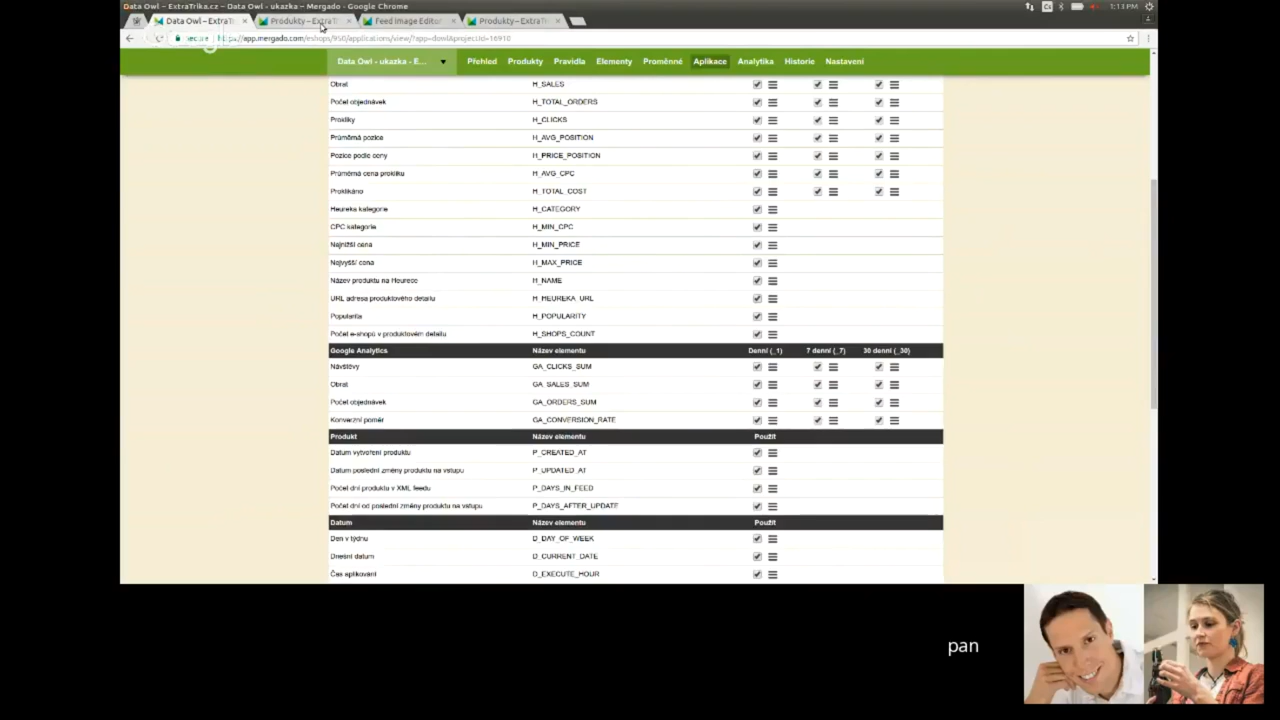 Data Owl – ExtraTrika.cz – Data Owl - ukazka – Mergado - Google Chrome
Cs 1:13 PM
Data Owl – ExtraTr × Produkty – ExtraTr × Feed Image Editor × Produkty – ExtraTr ×
Secure https://app.mergado.com/eshops/950/applications/view/?app=dowl&projectid=16910
Data Owl - ukazka - E... Přehled Produkty Pravidla Elementy Proměnné Aplikace Analytika Historie Nastavení
Obrat H_SALES
Počet objednávek H_TOTAL_ORDERS
Prokliky H_CLICKS
Průměrná pozice H_AVG_POSITION
Pozice podle ceny H_PRICE_POSITION
Průměrná cena prokliku H_AVG_CPC
Proklikáno H_TOTAL_COST
Heureka kategorie H_CATEGORY
CPC kategorie H_MIN_CPC
Nejnižší cena H_MIN_PRICE
Nejvyšší cena H_MAX_PRICE
Název produktu na Heurece H_NAME
URL adresa produktového detailu H_HEUREKA_URL
Popularita H_POPULARITY
Počet e-shopů v produktovém detailu H_SHOPS_COUNT
Google Analytics Název elementu Denní (_1) 7 denní (_7) 30 denní (_30)
Návštěvy GA_CLICKS_SUM
Obrat GA_SALES_SUM
Počet objednávek GA_ORDERS_SUM
Konverzní poměr GA_CONVERSION_RATE
Produkt Název elementu Použít
Datum vytvoření produktu P_CREATED_AT
Datum poslední změny produktu na vstupu P_UPDATED_AT
Počet dní produktu v XML feedu P_DAYS_IN_FEED
Počet dní od poslední změny produktu na vstupu P_DAYS_AFTER_UPDATE
Datum Název elementu Použít
Den v týdnu D_DAY_OF_WEEK
Dnešní datum D_CURRENT_DATE
Čas aplikování D_EXECUTE_HOUR
pan